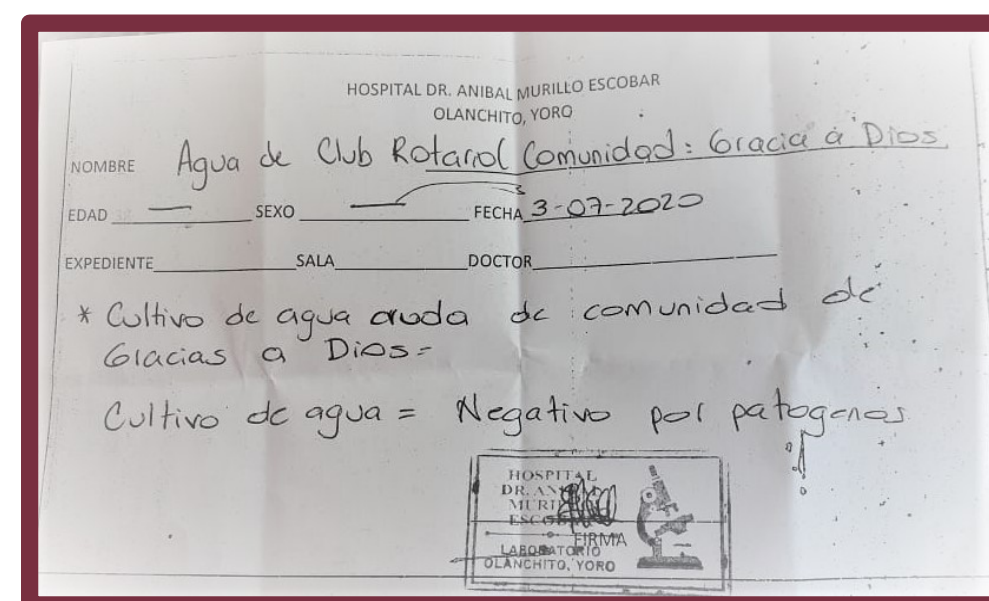 HOSPITAL DR. ANIBAL MURILLO ESCOBAR
OLANCHITO, YORO
NOMBRE Agua de Club Rotariol Comunidad: Gracia a Dios.
EDAD — SEXO — FECHA 3-07-2020
EXPEDIENTE SALA DOCTOR
* Cultivo de agua cruda de comunidad de
Gracias a Dios=
Cultivo de agua = Negativo por patogenos
HOSPITAL
DR.
ESCOBAR
FIRMA
LABORATORIO
OLANCHITO, YORO